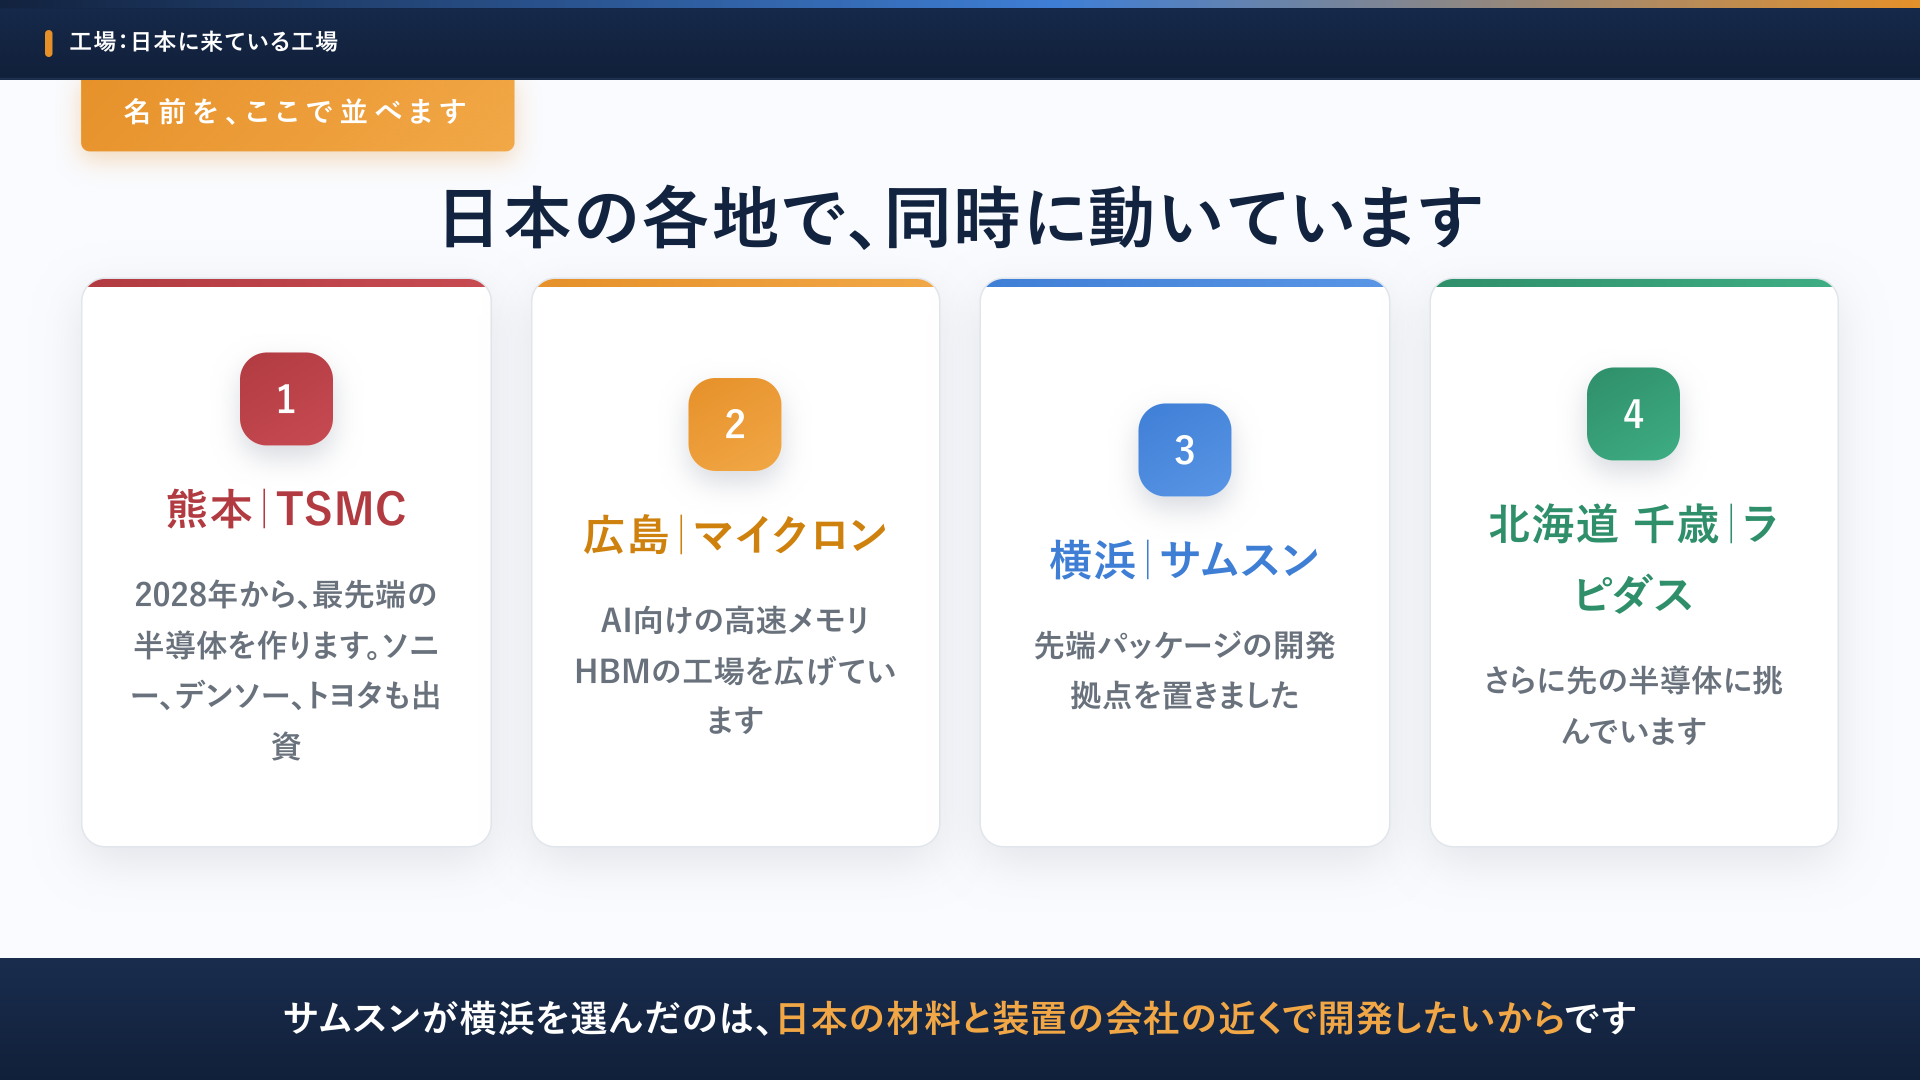 工場：日本に来ている工場
名前を、ここで並べます
日本の各地で、同時に動いています
1
熊本｜TSMC
2028年から、最先端の
半導体を作ります。ソニ
ー、デンソー、トヨタも出
資
2
広島｜マイクロン
AI向けの高速メモリ
HBMの工場を広げてい
ます
3
横浜｜サムスン
先端パッケージの開発
拠点を置きました
4
北海道 千歳｜ラ
ピダス
さらに先の半導体に挑
んでいます
サムスンが横浜を選んだのは、日本の材料と装置の会社の近くで開発したいからです